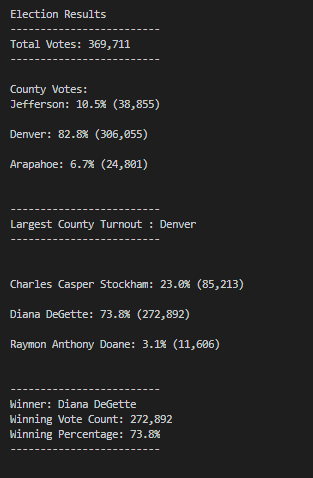 Election Results
-------------------------
Total Votes: 369,711
-------------------------
County Votes:
Jefferson: 10.5% (38,855)
Denver: 82.8% (306,055)
Arapahoe: 6.7% (24,801)
-------------------------
Largest County Turnout : Denver
-------------------------
Charles Casper Stockham: 23.0% (85,213)
Diana DeGette: 73.8% (272,892)
Raymon Anthony Doane: 3.1% (11,606)
-------------------------
Winner: Diana DeGette
Winning Vote Count: 272,892
Winning Percentage: 73.8%
-------------------------